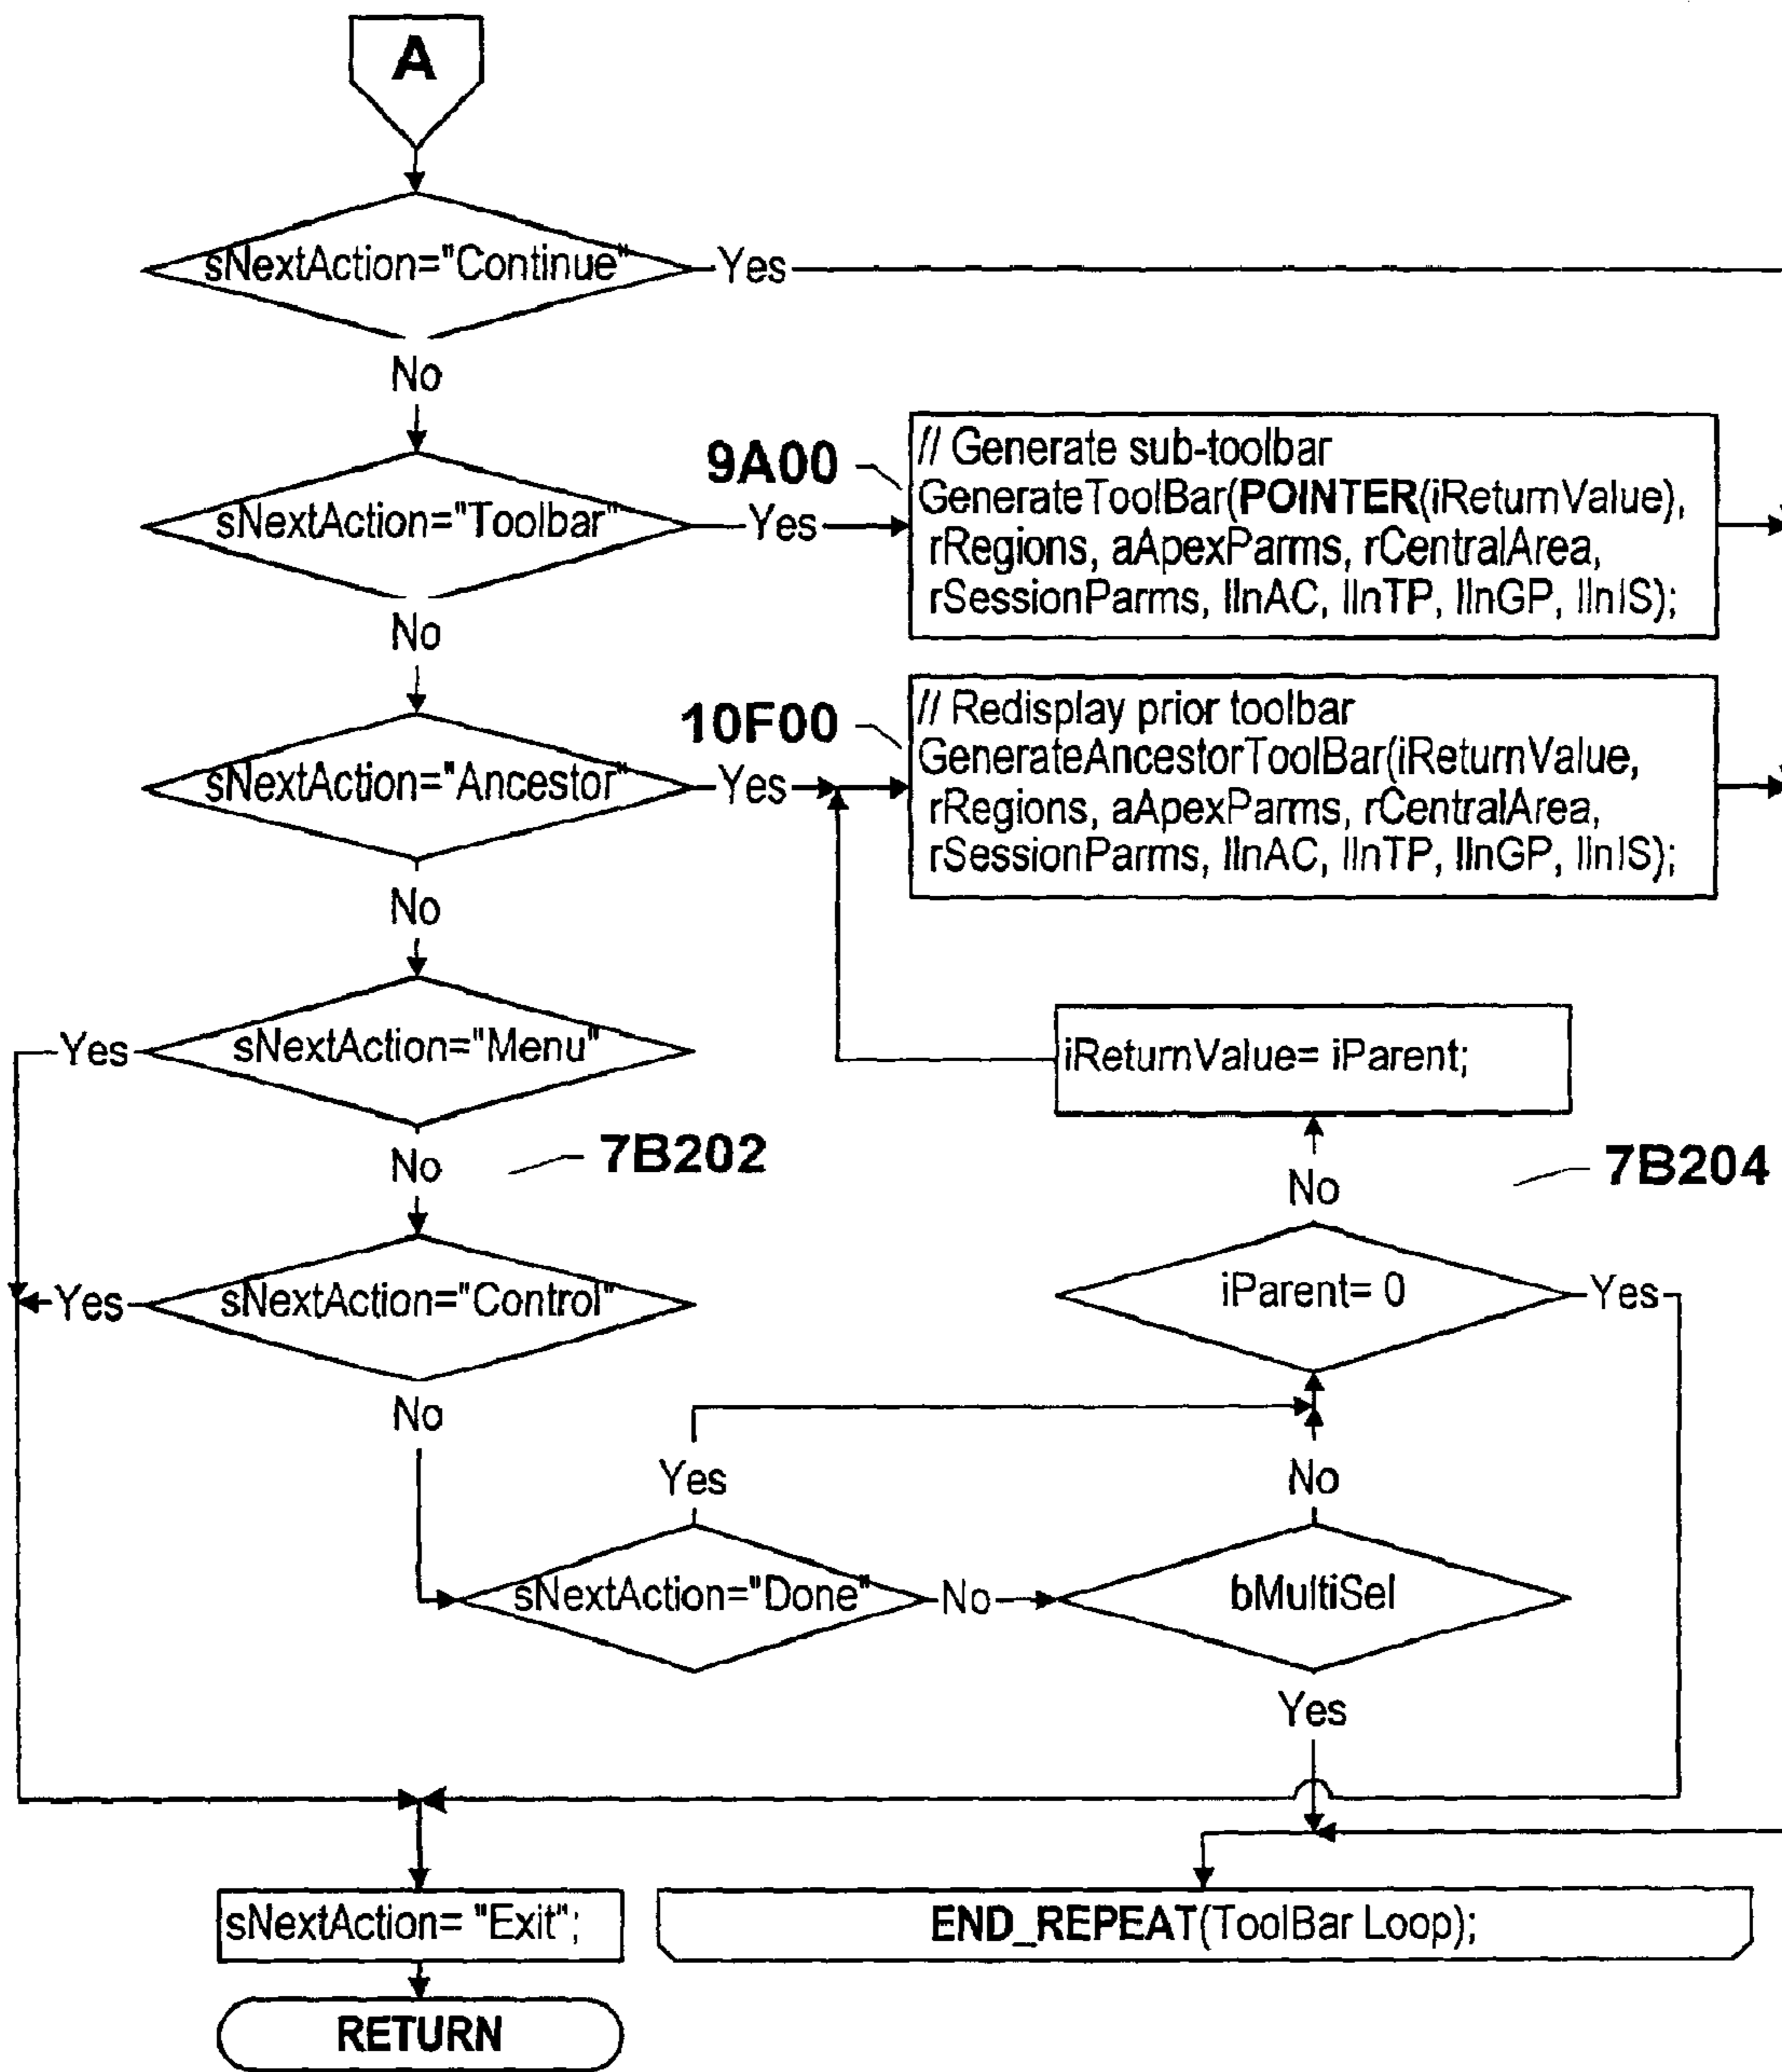 A
sNextAction="Continue"
Yes
No
9A00
// Generate sub-toolbar
GenerateToolBar(POINTER(iReturnValue),
rRegions, aApexParms, rCentralArea,
rSessionParms, llnAC, llnTP, llnGP, llnIS);
sNextAction="Toolbar"
Yes
No
10F00
// Redisplay prior toolbar
GenerateAncestorToolBar(iReturnValue,
rRegions, aApexParms, rCentralArea,
rSessionParms, llnAC, llnTP, llnGP, llnIS);
sNextAction="Ancestor"
Yes
No
Yes
sNextAction="Menu"
iReturnValue= iParent;
No
7B202
No
7B204
Yes
sNextAction="Control"
iParent= 0
Yes
No
Yes
No
sNextAction="Done"
No
bMultiSel
Yes
sNextAction= "Exit";
END_REPEAT(ToolBar Loop);
RETURN